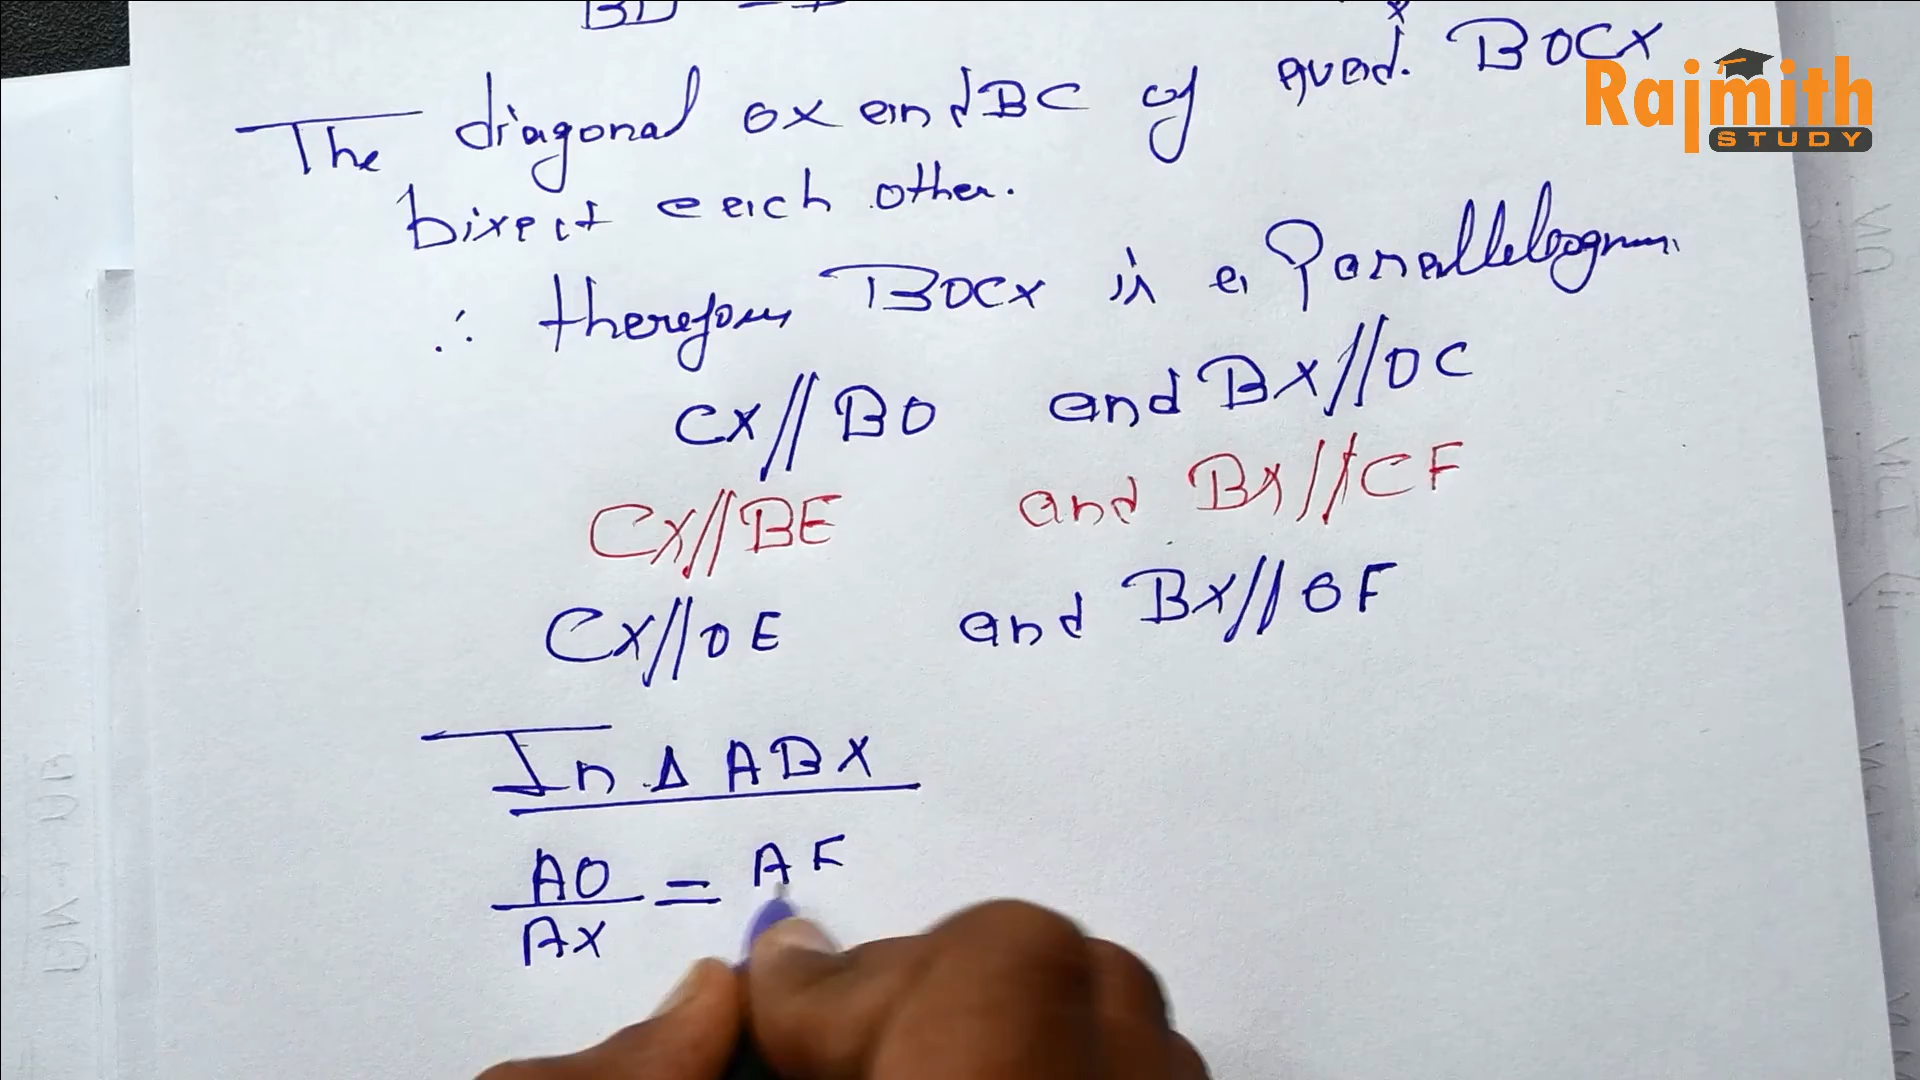 The diagonal OX and BC of quad. BOCX
bisect each other.
∴ therefore BOCX is a Parallelogram.
CX//BO and BX//OC
CX//BE and BX//CF
CX//OE and BX//OF
In Δ ABX
AO/AX = AF
Rajmith
STUDY